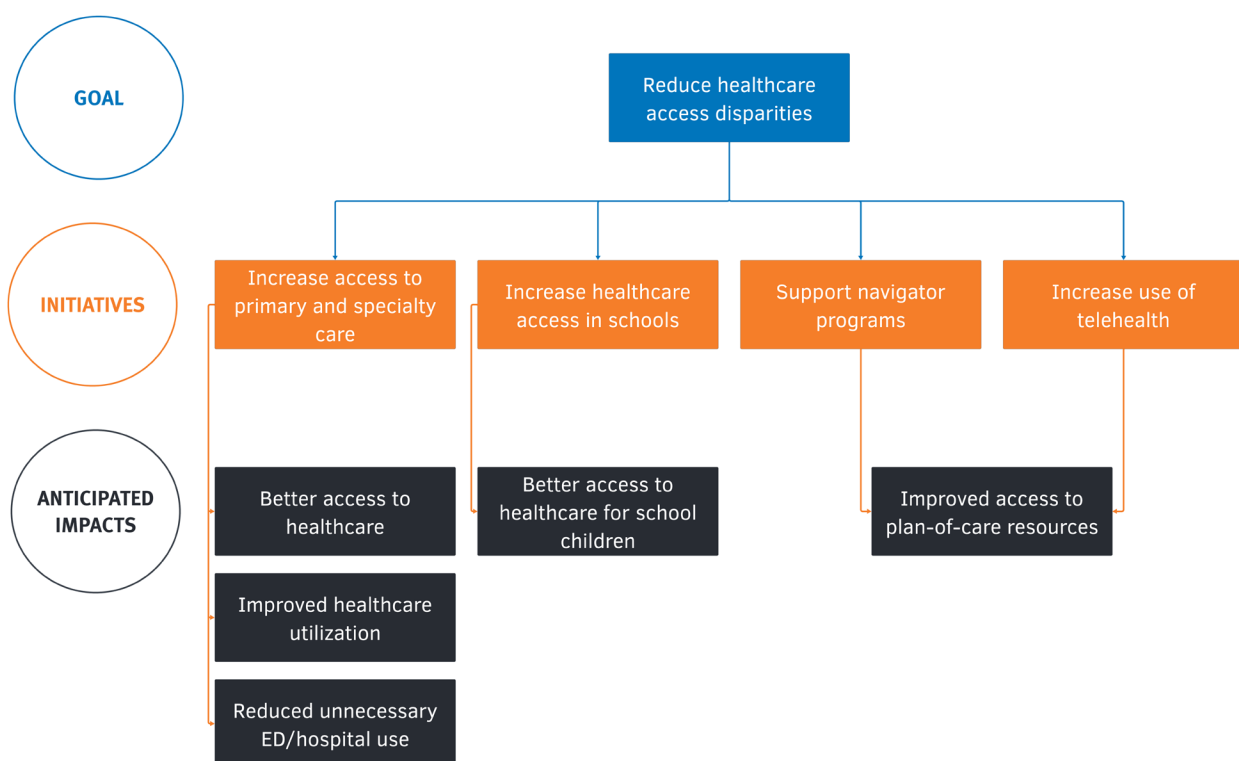 GOAL
Reduce healthcare
access disparities
INITIATIVES
Increase access to
primary and specialty
care
Increase healthcare
access in schools
Support navigator
programs
Increase use of
telehealth
ANTICIPATED
IMPACTS
Better access to
healthcare
Better access to
healthcare for school
children
Improved access to
plan-of-care resources
Improved healthcare
utilization
Reduced unnecessary
ED/hospital use